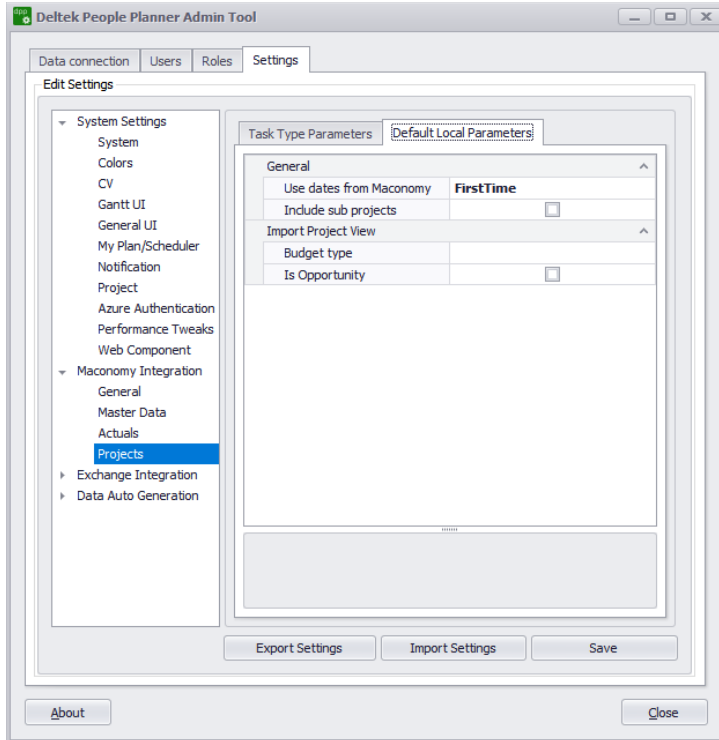 dpp
Deltek People Planner Admin Tool
Data connection Users Roles Settings
Edit Settings
System Settings
System
Colors
CV
Gantt UI
General UI
My Plan/Scheduler
Notification
Project
Azure Authentication
Performance Tweaks
Web Component
Maconomy Integration
General
Master Data
Actuals
Projects
Exchange Integration
Data Auto Generation
Task Type Parameters Default Local Parameters
General
Use dates from Maconomy FirstTime
Include sub projects
Import Project View
Budget type
Is Opportunity
Export Settings Import Settings Save
About Close